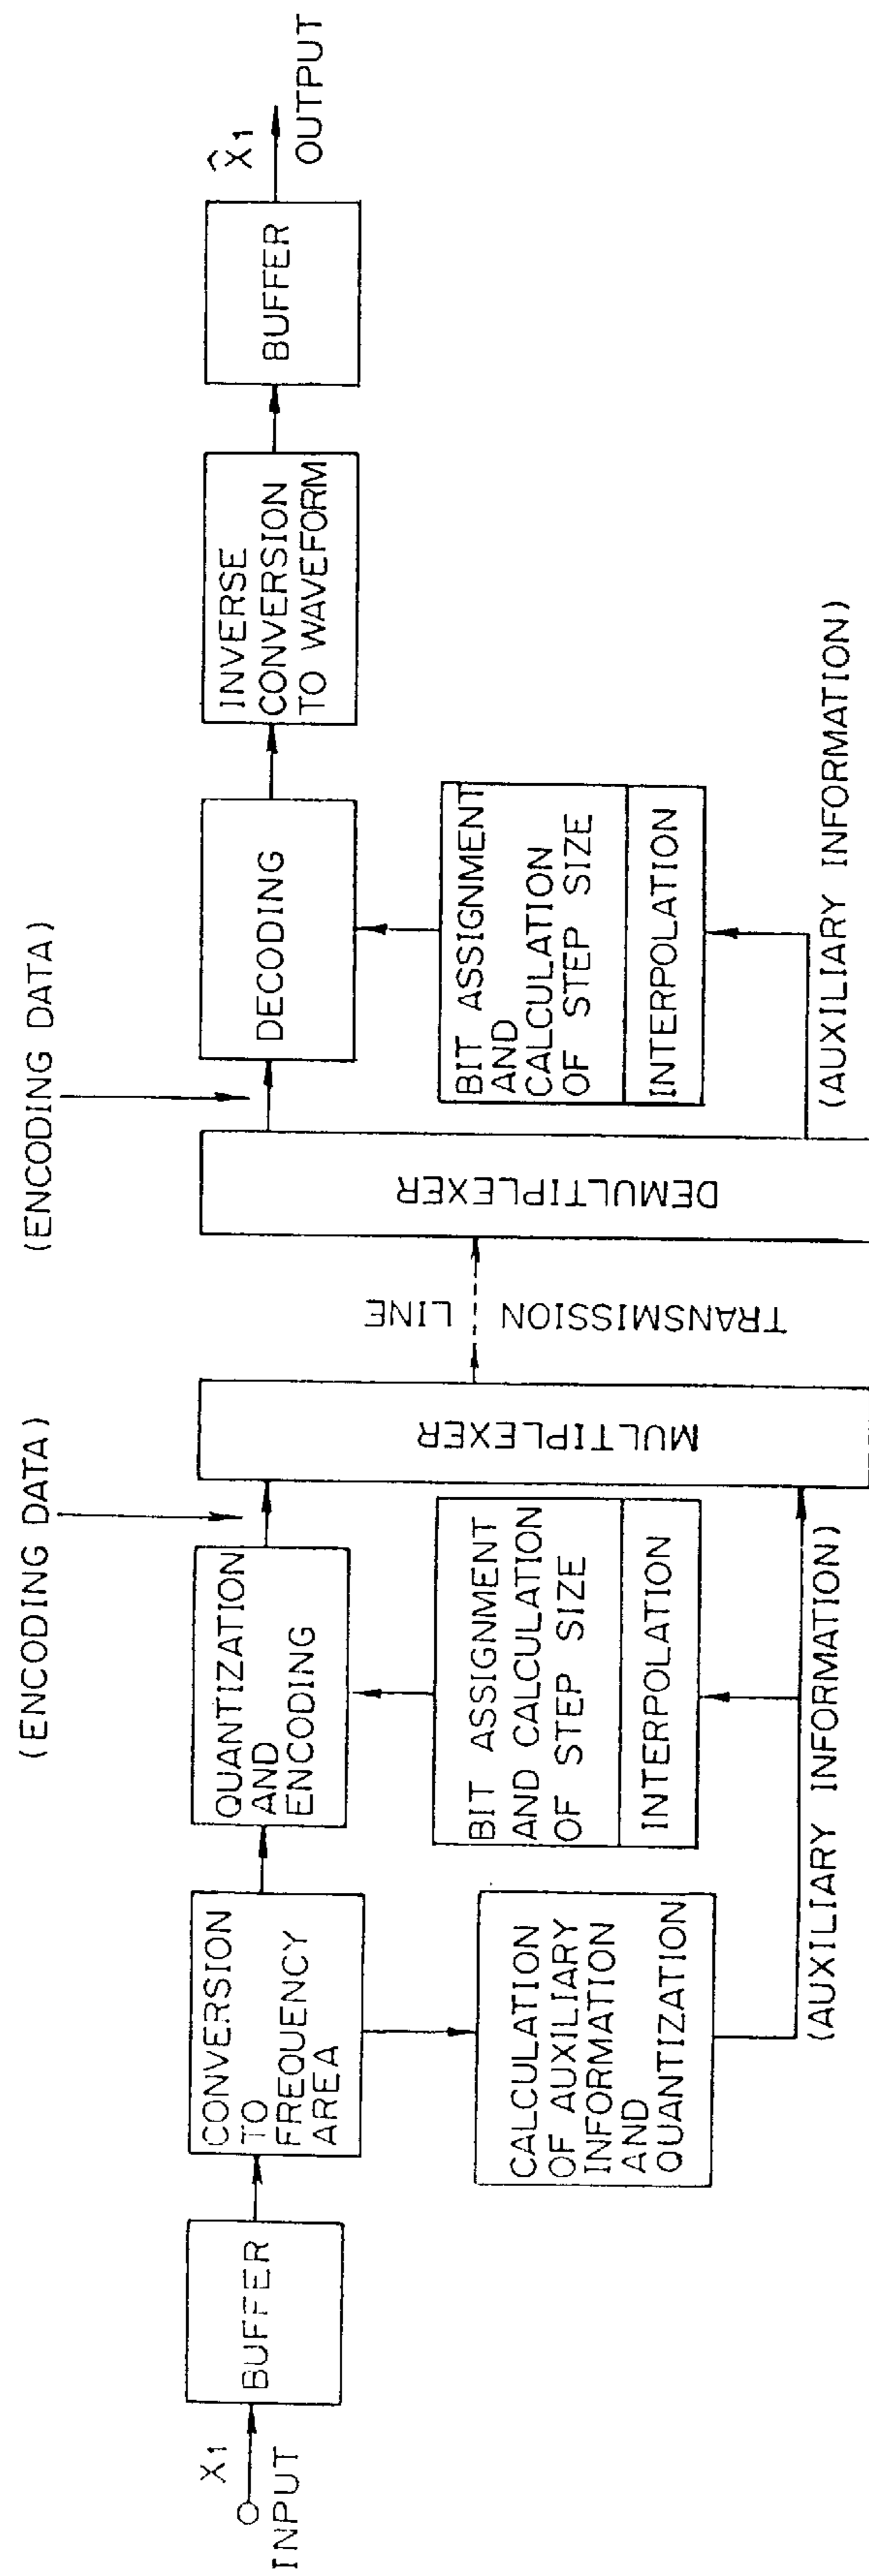 X1
INPUT
BUFFER
CONVERSION
TO
FREQUENCY
AREA
CALCULATION
OF AUXILIARY
INFORMATION
AND
QUANTIZATION
(ENCODING DATA)
QUANTIZATION
AND
ENCODING
BIT ASSIGNMENT
AND CALCULATION
OF STEP SIZE
INTERPOLATION
(AUXILIARY INFORMATION)
MULTIPLEXER
TRANSMISSION
LINE
DEMULTIPLEXER
(ENCODING DATA)
DECODING
BIT ASSIGNMENT
AND
CALCULATION
OF STEP SIZE
INTERPOLATION
(AUXILIARY INFORMATION)
INVERSE
CONVERSION
TO WAVEFORM
BUFFER
X̂1
OUTPUT